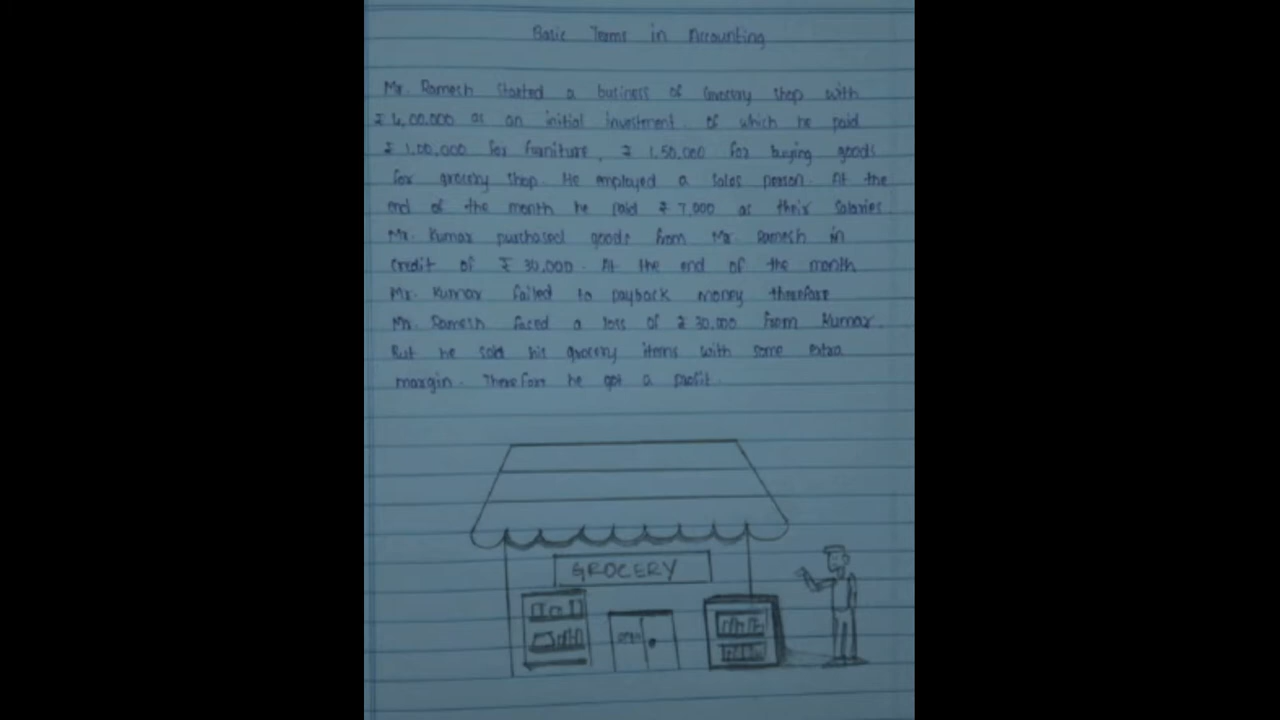 Basic Terms in Accounting
Mr. Ramesh started a business of Grocery shop with
₹ 4,00,000 as an initial investment. of which he paid
₹ 1,00,000 for furniture, ₹ 1,50,000 for buying goods
for grocery shop. He employed a sales person. At the
end of the month he paid ₹ 7,000 as their salaries
Mr. Kumar purchased goods from Mr. Ramesh in
credit of ₹ 30,000. At the end of the month
Mr. Kumar failed to payback money therefore
Mr. Ramesh faced a loss of ₹ 30,000 from Kumar.
But he sold his grocery items with some extra
margin. Therefore he got a profit.
GROCERY